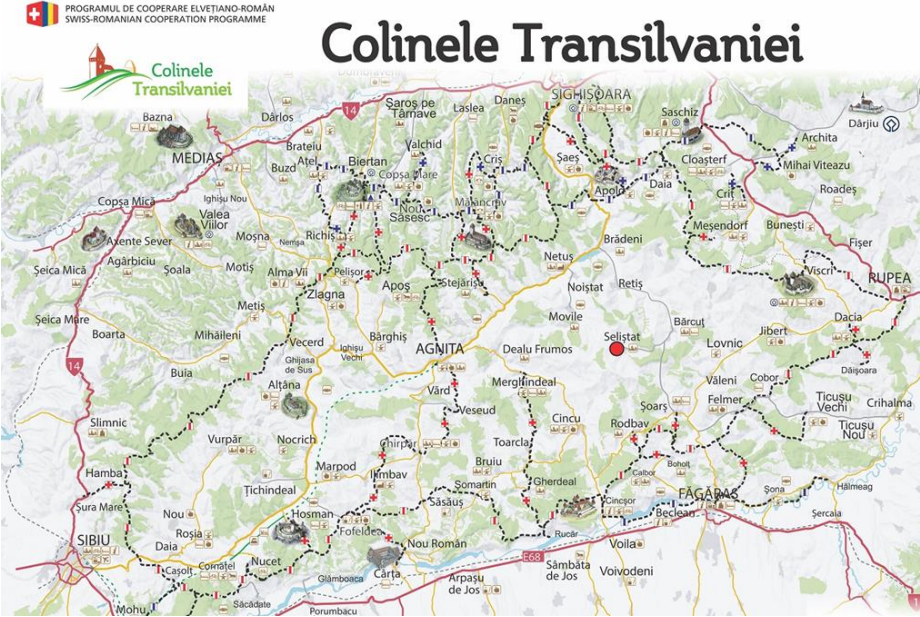 PROGRAMUL DE COOPERARE ELVEȚIANO-ROMÂN
SWISS-ROMANIAN COOPERATION PROGRAMME
Colinele Transilvaniei
Colinele
Transilvaniei
Bazna
Dârlos
14
Șaroș pe
Târnave
Laslea
Daneș
SIGHIȘOARA
Saschiz
Dârjiu
MEDIAȘ
Brateiu
Ațel
Buzd
Biertan
Valchid
Copșa Mare
Criș
Șaeș
Apold
Daia
Cloașterf
Archita
Mihai Viteazu
Roadeș
Criț
Copșa Mică
Ighișu Nou
Valea
Viilor
Nou
Săsesc
Mălâncrav
Meșendorf
Bunești
Axente Sever
Moșna
Nemșa
Richiș
Brădeni
Fișer
Agârbiciu
Șeica Mică
Șoala
Motiș
Alma Vii
Pelișor
Netuș
Viscri
RUPEA
Zlagna
Apoș
Stejărișu
Noiștat
Retiș
Metiș
Movile
Șeica Mare
Boarta
Mihăileni
Bârghiș
Bărcuț
Dacia
Jibert
Vecerd
Ighișu
Vechi
AGNITA
Dealu Frumos
Seliștat
Lovnic
14
Buia
Ghijasa
de Sus
Dăișoara
Altâna
Merghindeal
Văleni
Cobor
Vărd
Felmer
Ticușu
Vechi
Crihalma
Slimnic
Veseud
Cincu
Șoarș
Rodbav
Ticușu
Nou
Vurpăr
Nocrich
Chirpăr
Toarcla
Hamba
Marpod
Ilimbav
Bruiu
Calbor
Boholț
Țichindeal
Șomartin
Gherdeal
Șona
Hălmeag
Șura Mare
Săsăuș
Cincșor
FĂGĂRAȘ
Nou
Hosman
Fofeldea
Beclean
Șercaia
SIBIU
Roșia
Daia
Nou Român
Rucăr
E68
Voila
Cașolț
Cornățel
Nucet
Cârța
Sâmbăta
de Jos
Voivodeni
Glâmboaca
Arpașu
de Jos
Mohu
Săcădate
Porumbacu
1